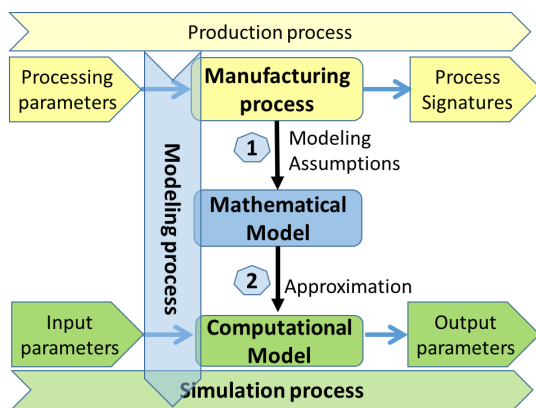 Production process
Processing
parameters
Manufacturing
process
Process
Signatures
1
Modeling
Assumptions
Modeling process
Mathematical
Model
2
Approximation
Input
parameters
Computational
Model
Output
parameters
Simulation process